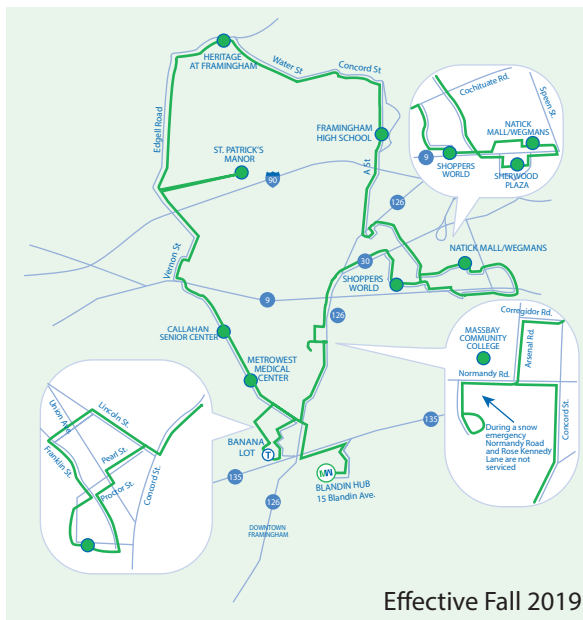 HERITAGE
AT FRAMINGHAM
Water St
Concord St
Edgell Road
FRAMINGHAM
HIGH SCHOOL
A St
ST. PATRICK'S
MANOR
90
126
Vernon St
30
NATICK MALL/WEGMANS
SHOPPERS
WORLD
9
126
CALLAHAN
SENIOR CENTER
METROWEST
MEDICAL
CENTER
BANANA
LOT
T
135
135
MW
BLANDIN HUB
15 Blandin Ave.
126
DOWNTOWN
FRAMINGHAM
Cochituate Rd.
Speen St.
NATICK
MALL/WEGMANS
9
SHOPPERS
WORLD
SHERWOOD
PLAZA
Corregidor Rd.
MASSBAY
COMMUNITY
COLLEGE
Arsenal Rd.
Normandy Rd.
Concord St.
During a snow
emergency
Normandy Road
and Rose Kennedy
Lane are not
serviced
Lincoln St.
Union Ave.
Pearl St.
Franklin St.
Proctor St.
Concord St.
Effective Fall 2019